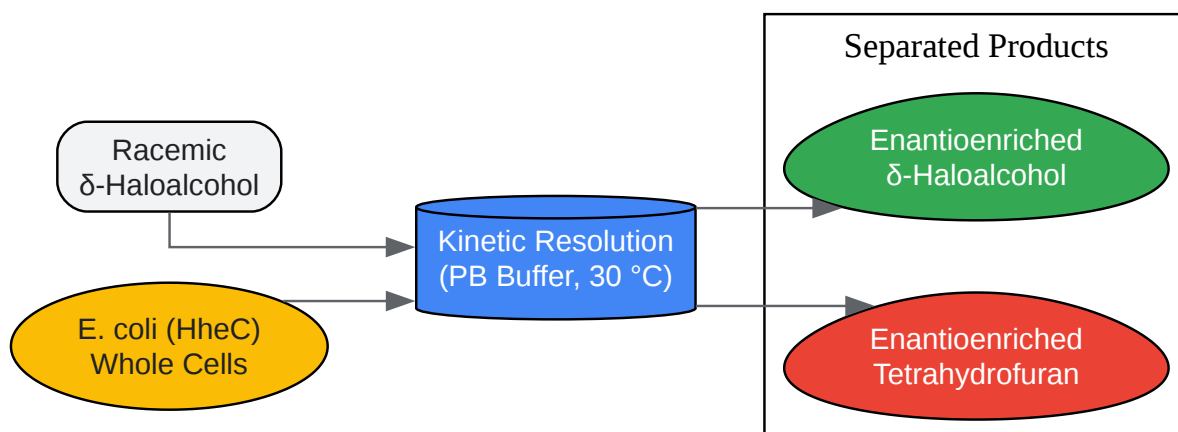 Separated Products
Racemic
δ-Haloalcohol
E. coli (HheC)
Whole Cells
Kinetic Resolution
(PB Buffer, 30 °C)
Enantioenriched
δ-Haloalcohol
Enantioenriched
Tetrahydrofuran